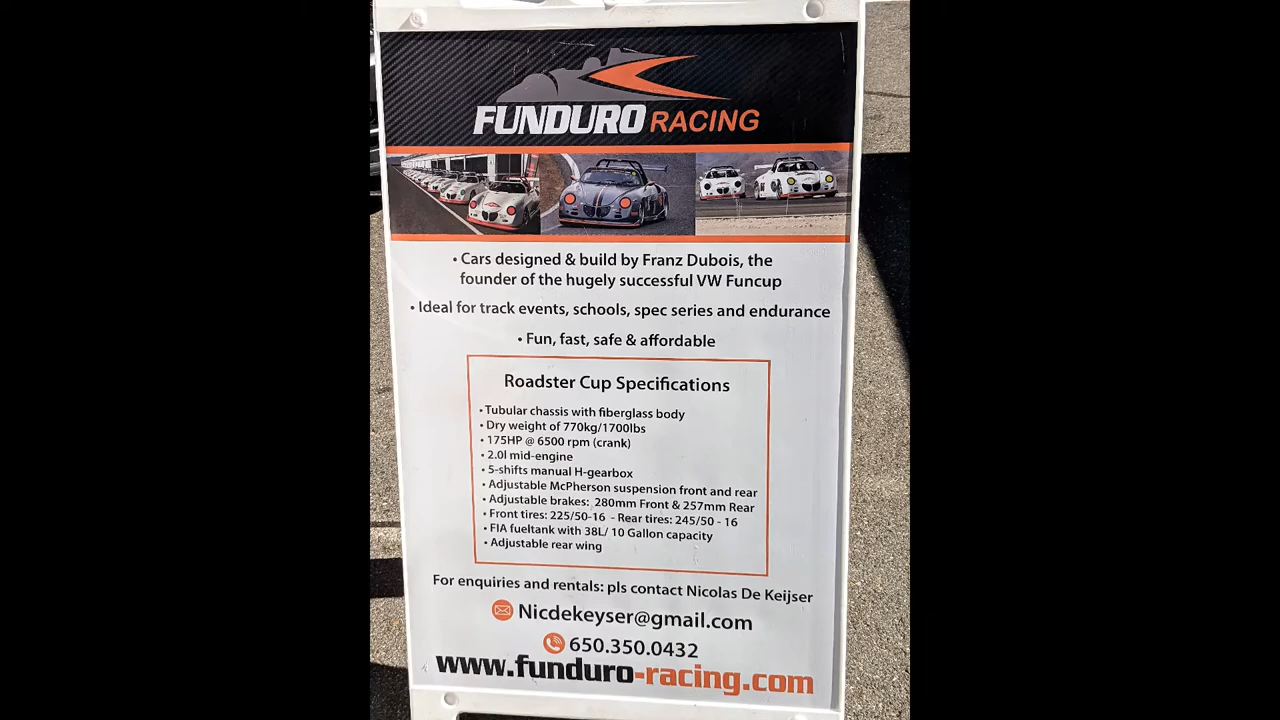 FUNDURO RACING
• Cars designed & build by Franz Dubois, the
founder of the hugely successful VW Funcup
• Ideal for track events, schools, spec series and endurance
• Fun, fast, safe & affordable
Roadster Cup Specifications
• Tubular chassis with fiberglass body
• Dry weight of 770kg/1700lbs
• 175HP @ 6500 rpm (crank)
• 2.0l mid-engine
• 5-shifts manual H-gearbox
• Adjustable McPherson suspension front and rear
• Adjustable brakes: 280mm Front & 257mm Rear
• Front tires: 225/50-16 - Rear tires: 245/50 - 16
• FIA fueltank with 38L/ 10 Gallon capacity
• Adjustable rear wing
For enquiries and rentals: pls contact Nicolas De Keijser
Nicdekeyser@gmail.com
650.350.0432
www.funduro-racing.com